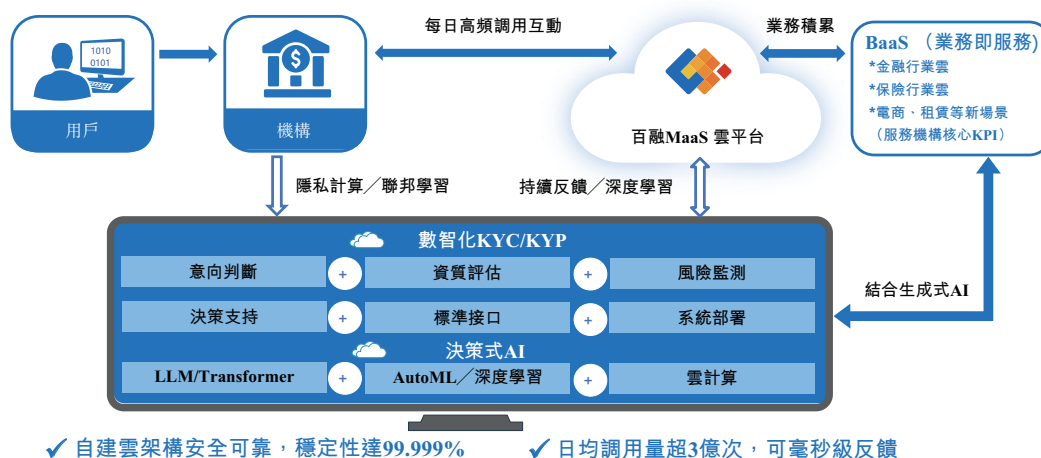 每日高頻調用互動
業務積累
1010
0101
用戶
$
機構
百融MaaS 雲平台
BaaS （業務即服務)
*金融行業雲
*保險行業雲
*電商、租賃等新場景
（服務機構核心KPI）
隱私計算／聯邦學習
持續反饋／深度學習
數智化KYC/KYP
意向判斷 + 資質評估 + 風險監測
決策支持 + 標準接口 + 系統部署
決策式AI
LLM/Transformer + AutoML／深度學習 + 雲計算
結合生成式AI
✓ 自建雲架構安全可靠，穩定性達99.999%
✓ 日均調用量超3億次，可毫秒級反饋